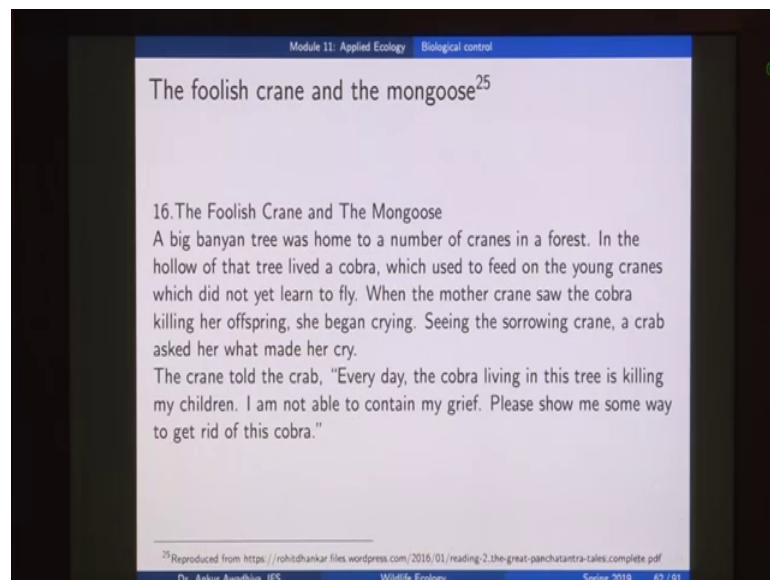 Module 11: Applied Ecology Biological control
The foolish crane and the mongoose25
16.The Foolish Crane and The Mongoose
A big banyan tree was home to a number of cranes in a forest. In the
hollow of that tree lived a cobra, which used to feed on the young cranes
which did not yet learn to fly. When the mother crane saw the cobra
killing her offspring, she began crying. Seeing the sorrowing crane, a crab
asked her what made her cry.
The crane told the crab, “Every day, the cobra living in this tree is killing
my children. I am not able to contain my grief. Please show me some way
to get rid of this cobra.”
25Reproduced from https://rohitdhankar.files.wordpress.com/2016/01/reading-2.the-great-panchatantra-tales.complete.pdf
Dr. Ankur Awadhiya, IFS Wildlife Ecology Spring 2019 62 / 91